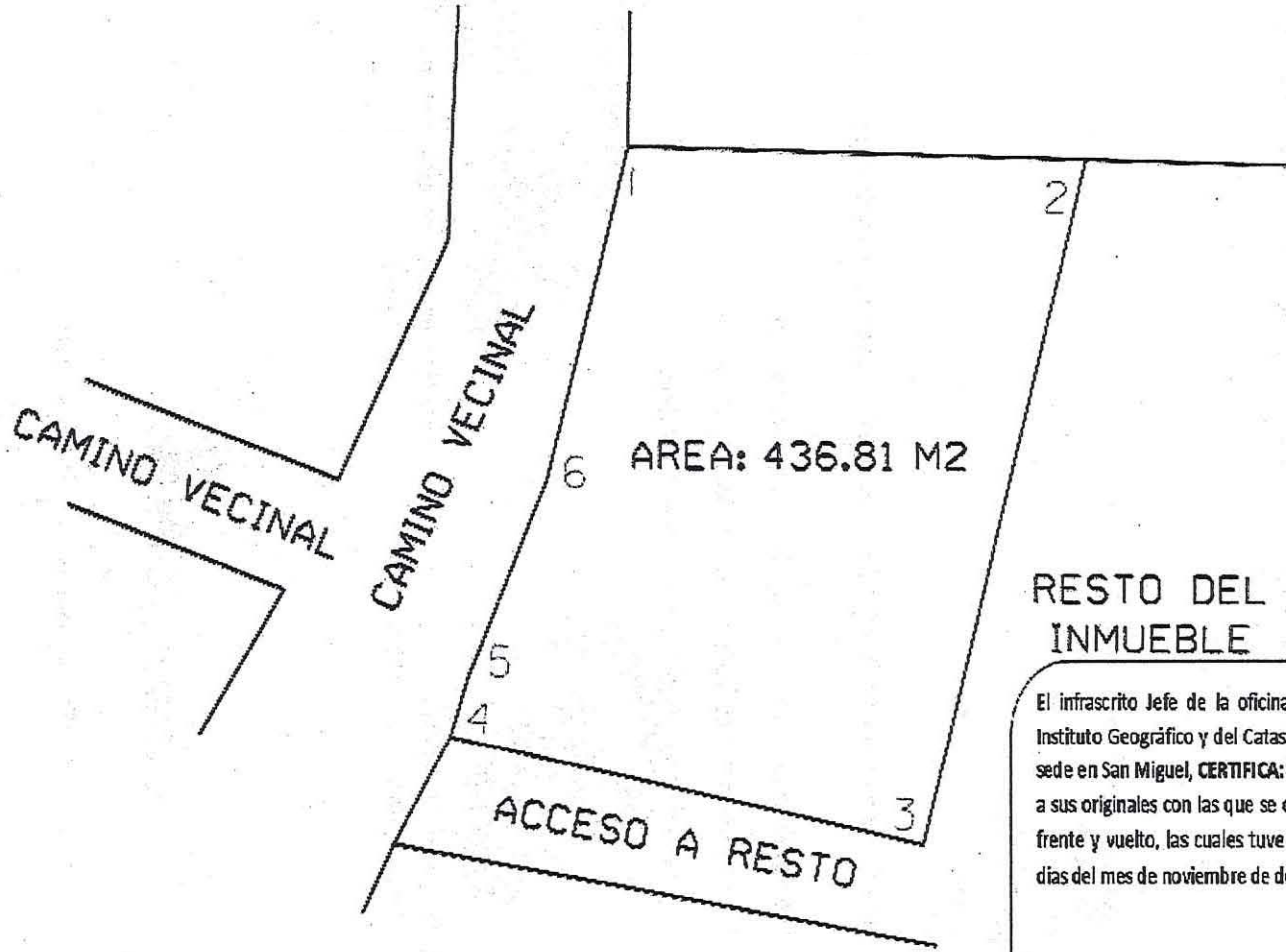 1
2
CAMINO VECINAL
CAMINO VECINAL
6
AREA: 436.81 M2
5
4
3
ACCESO A RESTO
RESTO DEL
INMUEBLE
El infrascrito Jefe de la oficina
Instituto Geográfico y del Catas
sede en San Miguel, CERTIFICA:
a sus originales con las que se
frente y vuelto, las cuales tuve
días del mes de noviembre de d